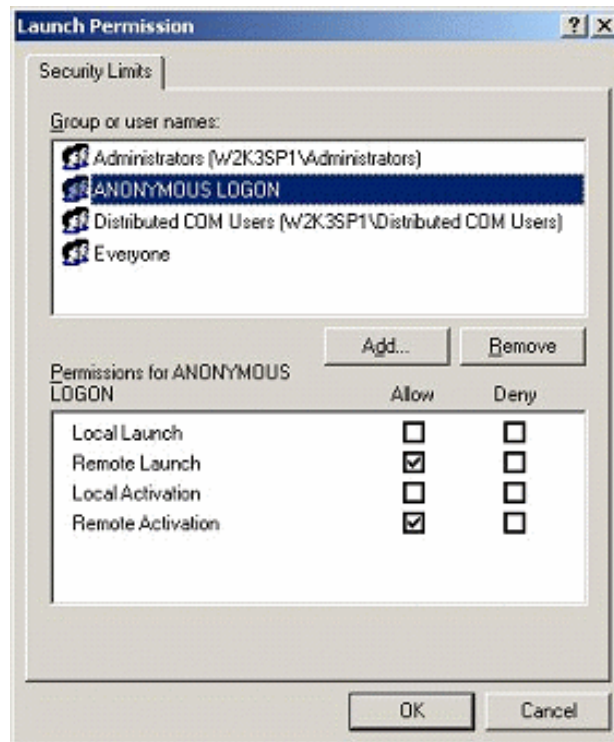 Launch Permission
Security Limits
Group or user names:
Administrators (W2K3SP1\Administrators)
ANONYMOUS LOGON
Distributed COM Users (W2K3SP1\Distributed COM Users)
Everyone
Add... Remove
Permissions for ANONYMOUS
LOGON Allow Deny
Local Launch
Remote Launch
Local Activation
Remote Activation
OK Cancel